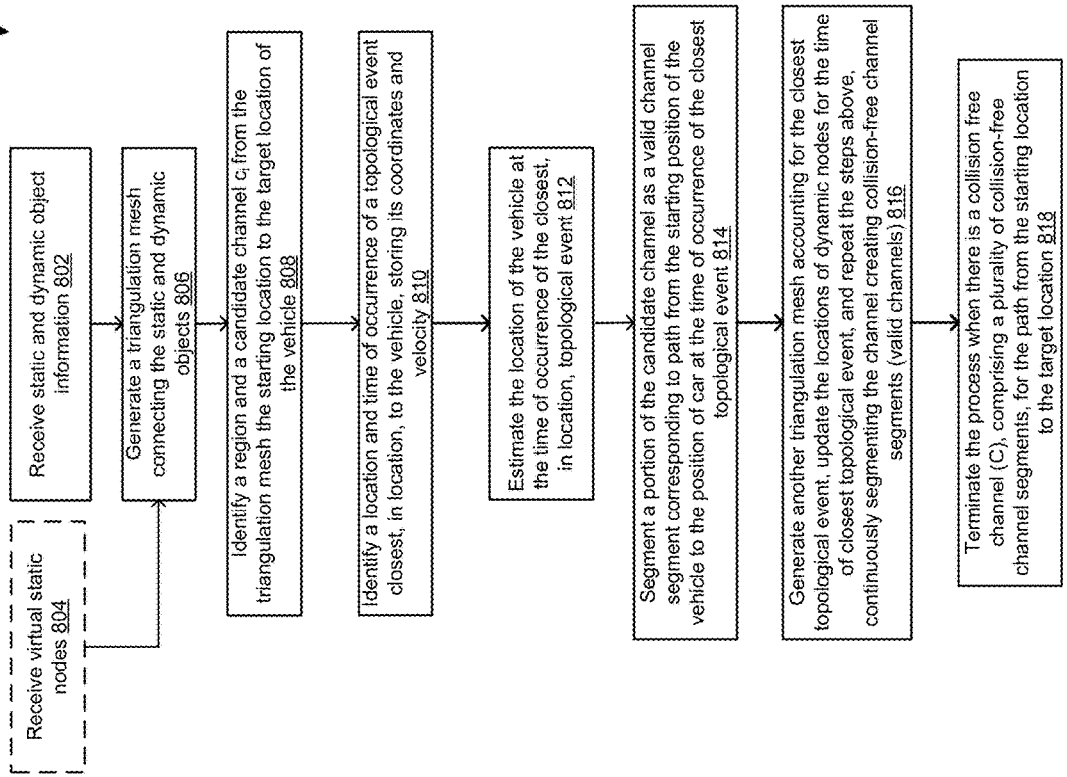 Receive virtual static
nodes 804
Receive static and dynamic object
information 802
Generate a triangulation mesh
connecting the static and dynamic
objects 806
Identify a region and a candidate channel cᵢ from the
triangulation mesh the starting location to the target location of
the vehicle 808
Identify a location and time of occurrence of a topological event
closest, in location, to the vehicle, storing its coordinates and
velocity 810
Estimate the location of the vehicle at
the time of occurrence of the closest,
in location, topological event 812
Segment a portion of the candidate channel as a valid channel
segment corresponding to path from the starting position of the
vehicle to the position of car at the time of occurrence of the closest
topological event 814
Generate another triangulation mesh accounting for the closest
topological event, update the locations of dynamic nodes for the time
of closest topological event, and repeat the steps above,
continuously segmenting the channel creating collision-free channel
segments (valid channels) 816
Terminate the process when there is a collision free
channel (C), comprising a plurality of collision-free
channel segments, for the path from the starting location
to the target location 818